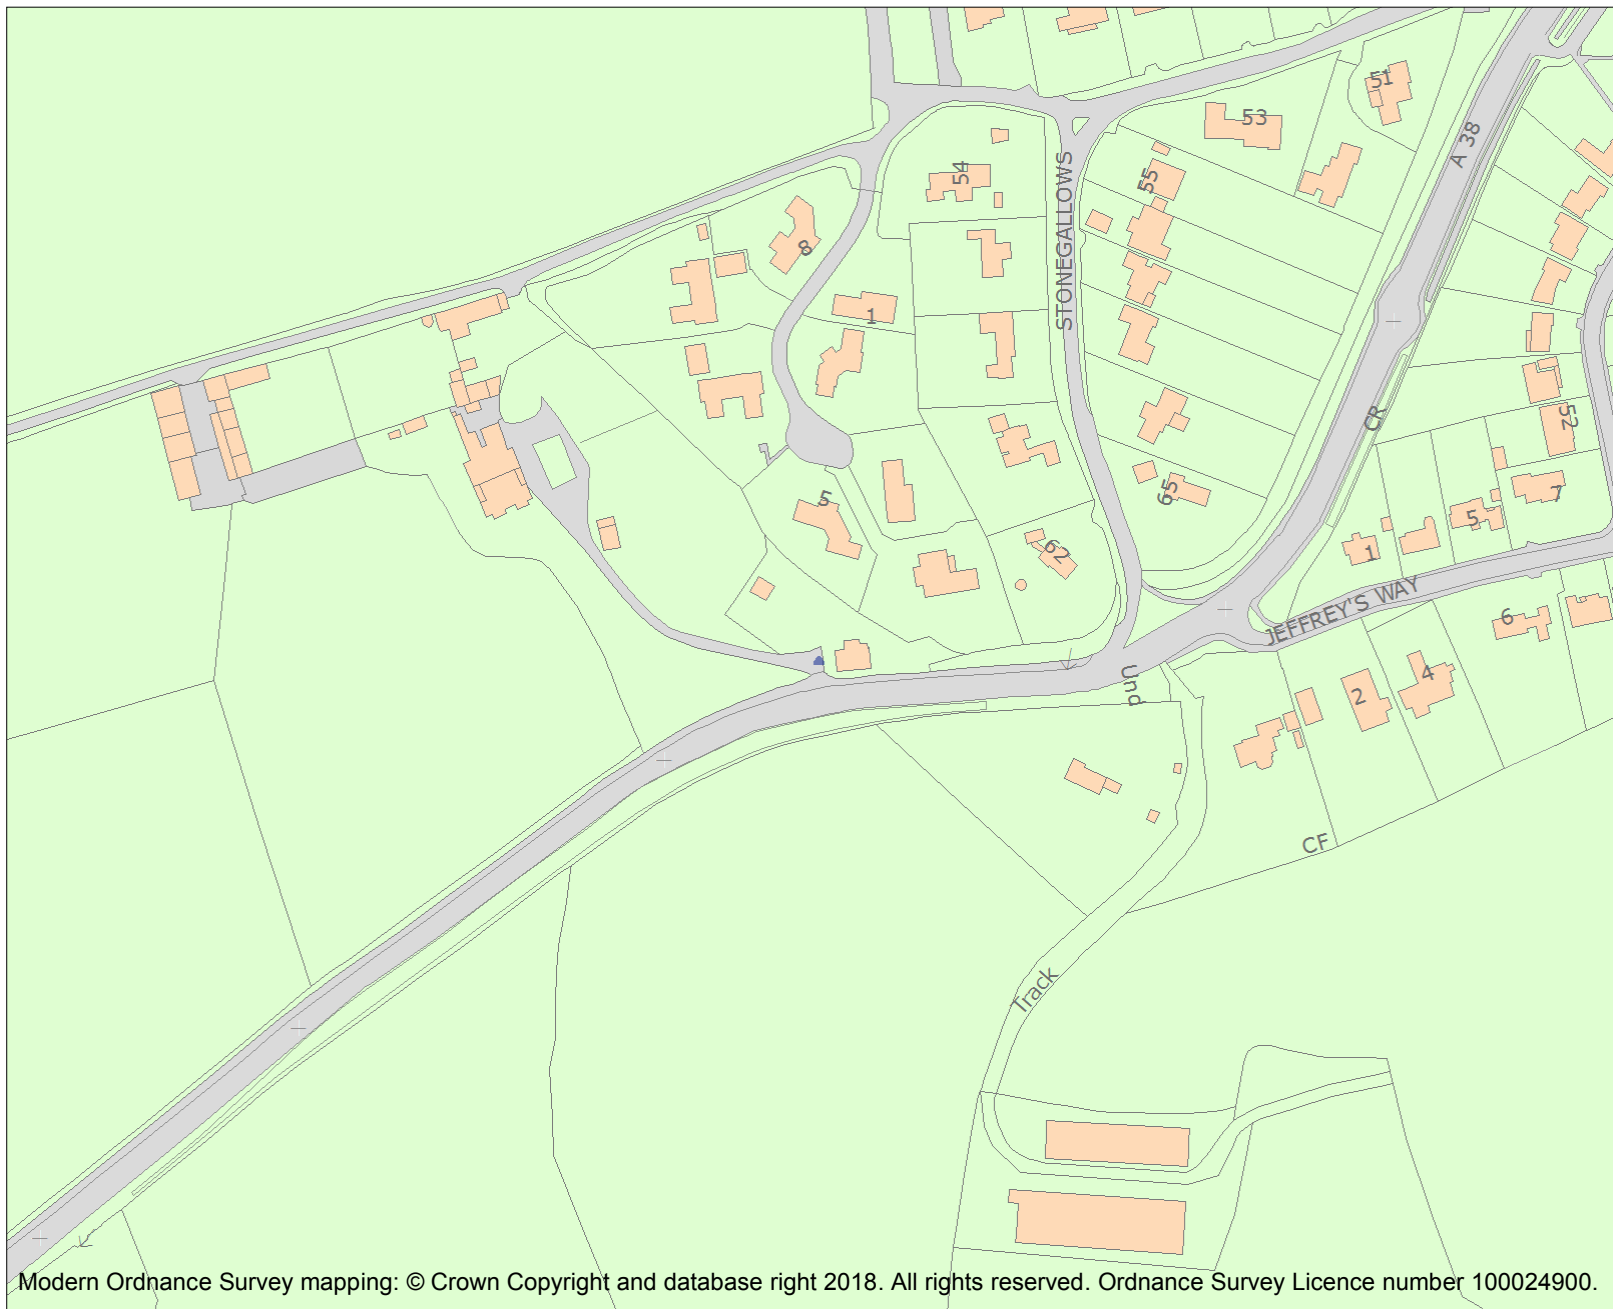 51
53
A 38
54
55
STONEGALLOWS
8
1
CR
52
65
5
7
5
62
1
JEFFREY'S WAY
6
Und
4
2
CF
Track
Modern Ordnance Survey mapping: © Crown Copyright and database right 2018. All rights reserved. Ordnance Survey Licence number 100024900.